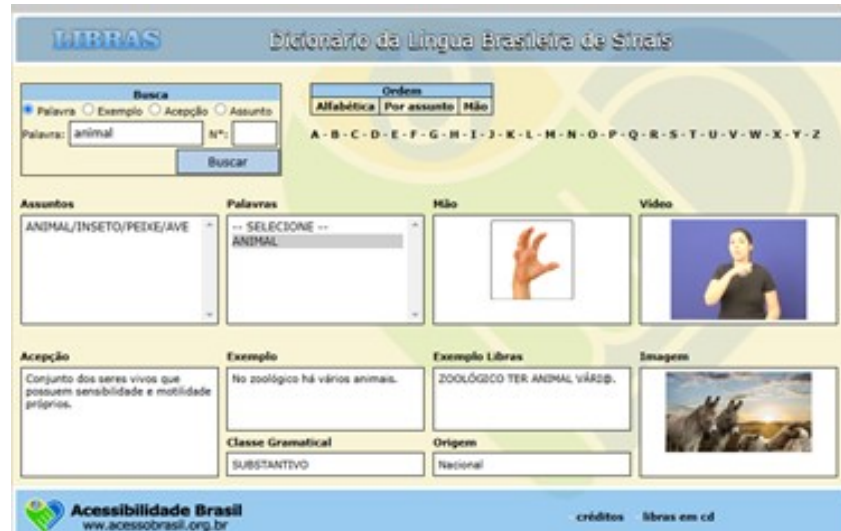 LIBRAS
Dicionário da Língua Brasileira de Sinais
Busca
Palavra Exemplo Acepção Assunto
Palavra: animal Nº:
Buscar
Ordem
Alfabética Por assunto Mão
A - B - C - D - E - F - G - H - I - J - K - L - M - N - O - P - Q - R - S - T - U - V - W - X - Y - Z
Assuntos
ANIMAL/INSETO/PEIXE/AVE
Palavras
-- SELECIONE --
ANIMAL
Mão
Vídeo
Acepção
Conjunto dos seres vivos que
possuem sensibilidade e motilidade
próprios.
Exemplo
No zoológico há vários animais.
Exemplo Libras
ZOOLÓGICO TER ANIMAL VÁRI@.
Imagem
Classe Gramatical
SUBSTANTIVO
Origem
Nacional
Acessibilidade Brasil
www.acessobrasil.org.br
créditos libras em cd